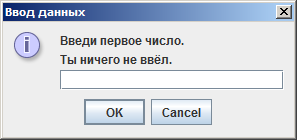 Ввод данных
Введи первое число.
Ты ничего не ввёл.
OK
Cancel